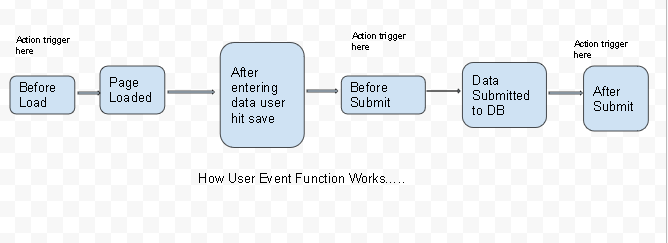 Action trigger
here
Before
Load
Page
Loaded
After
entering
data user
hit save
Action trigger
here
Before
Submit
Data
Submitted
to DB
Action trigger
here
After
Submit
How User Event Function Works.....